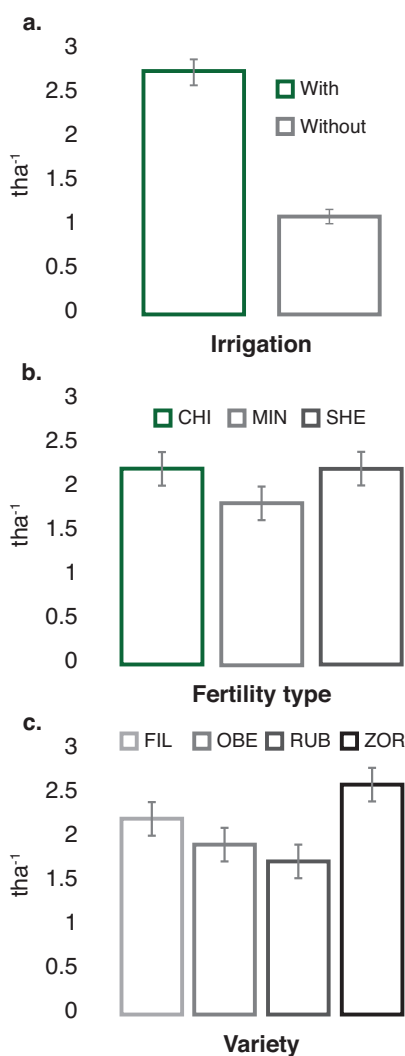 a.
3
2.5
2
1.5
1
0.5
0
tha-1
With
Without
Irrigation
b.
3
2.5
2
1.5
1
0.5
0
tha-1
CHI MIN SHE
Fertility type
c.
3
2.5
2
1.5
1
0.5
0
tha-1
FIL OBE RUB ZOR
Variety